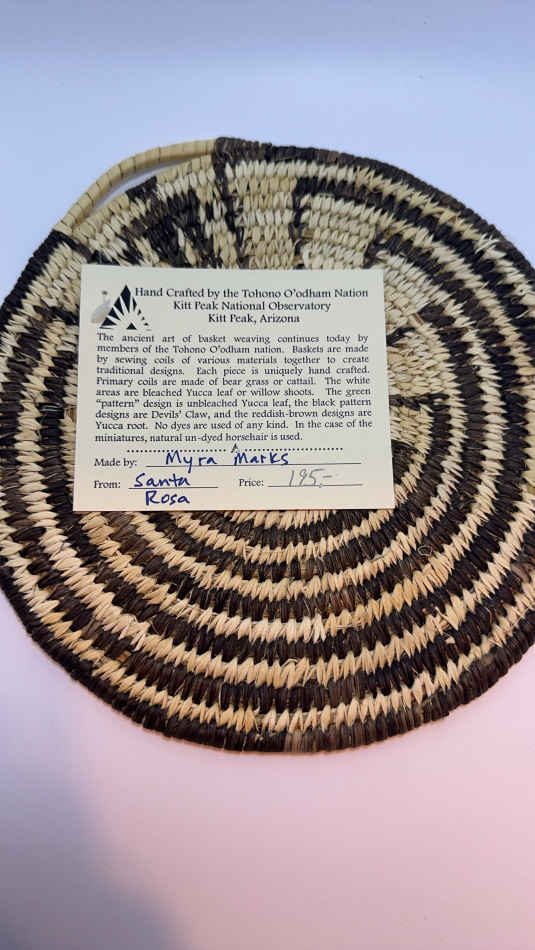 Hand Crafted by the Tohono O'odham Nation
Kitt Peak National Observatory
Kitt Peak, Arizona
The ancient art of basket weaving continues today by
members of the Tohono O'odham nation. Baskets are made
by sewing coils of various materials together to create
traditional designs. Each piece is uniquely hand crafted.
Primary coils are made of bear grass or cattail. The white
areas are bleached Yucca leaf or willow shoots. The green
"pattern" design is unbleached Yucca leaf, the black pattern
designs are Devils' Claw, and the reddish-brown designs are
Yucca root. No dyes are used of any kind. In the case of the
miniatures, natural un-dyed horsehair is used.
Made by: Myra Marks
From: Santa Price: 195,-
Rosa